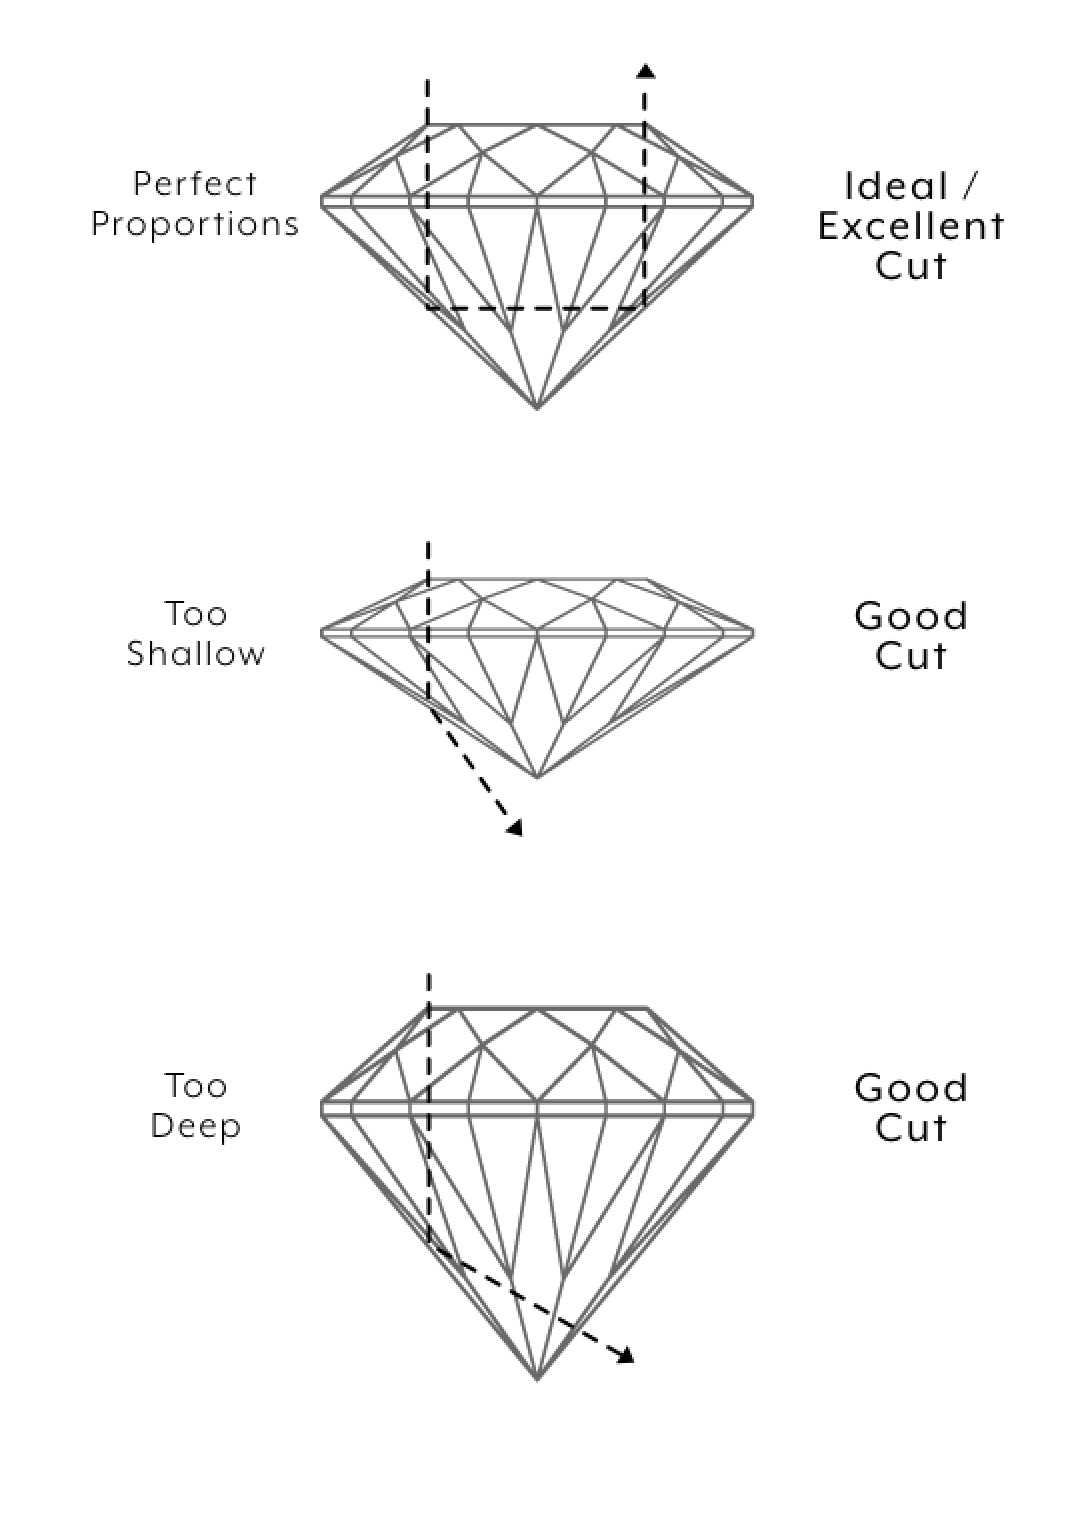 Perfect
Proportions
Ideal /
Excellent
Cut
Too
Shallow
Good
Cut
Too
Deep
Good
Cut